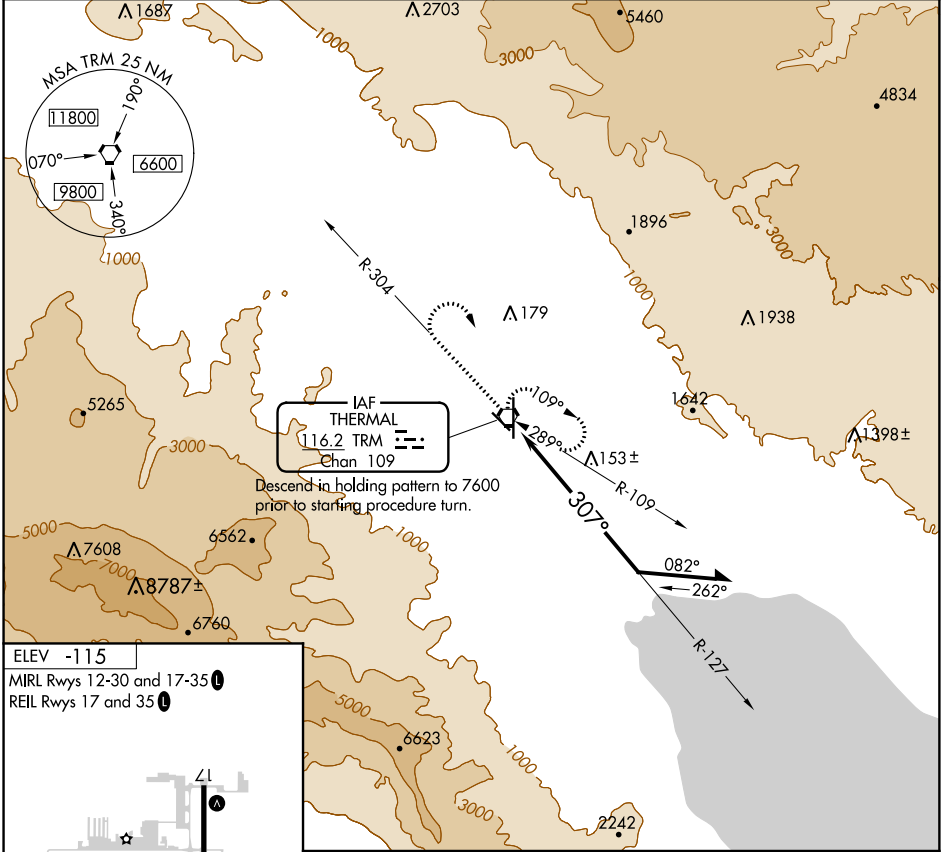 1687
2703
5460
1000
3000
4834
MSA TRM 25 NM
190°
11800
070°
6600
9800
340°
1000
1896
3000
1000
R-304
179
1938
5265
IAF
THERMAL
116.2 TRM
Chan 109
109°
289°
1642
1398±
153±
R-109
3000
Descend in holding pattern to 7600
prior to starting procedure turn.
307°
5000
7608
6562
1000
7000
8787±
082°
262°
6760
R-127
ELEV -115
MIRL Rwys 12-30 and 17-35 L
REIL Rwys 17 and 35 L
5000
6623
1000
3000
2242
17
A